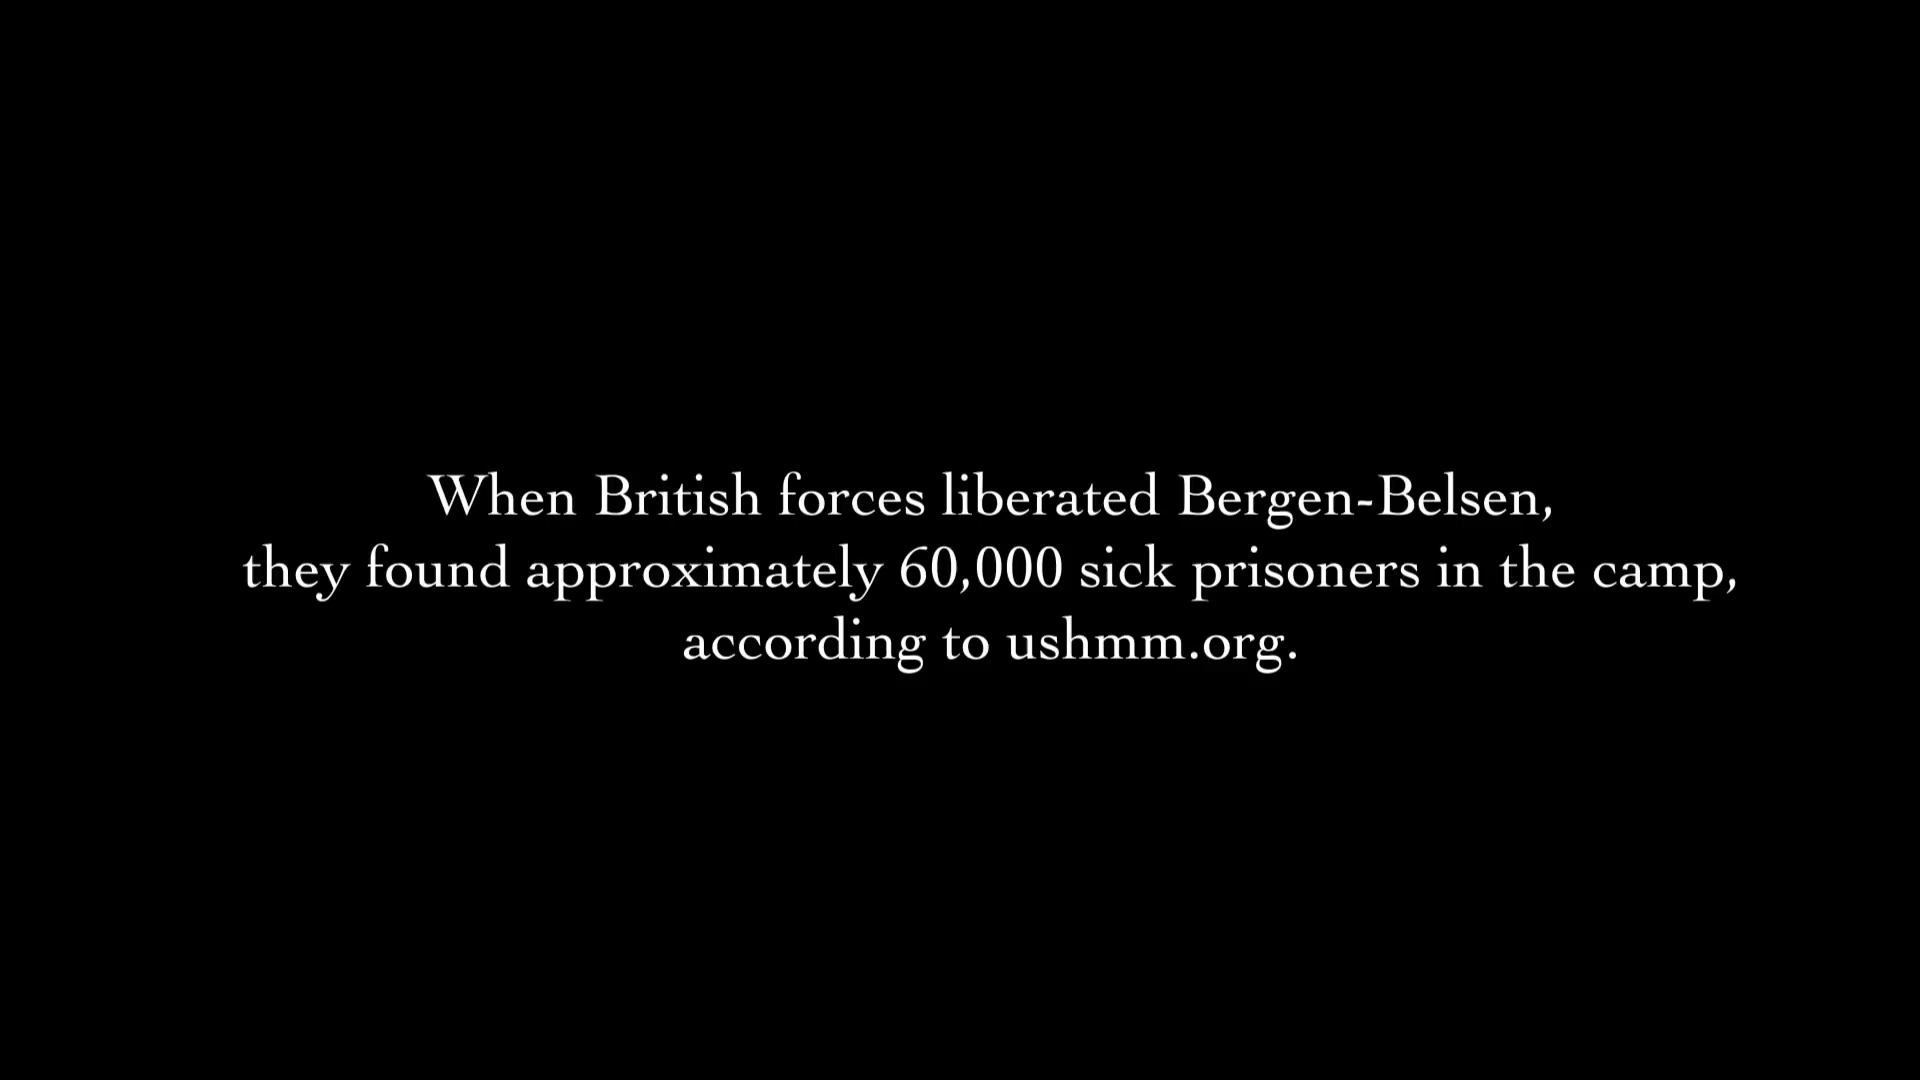 When British forces liberated Bergen-Belsen,
they found approximately 60,000 sick prisoners in the camp,
according to ushmm.org.